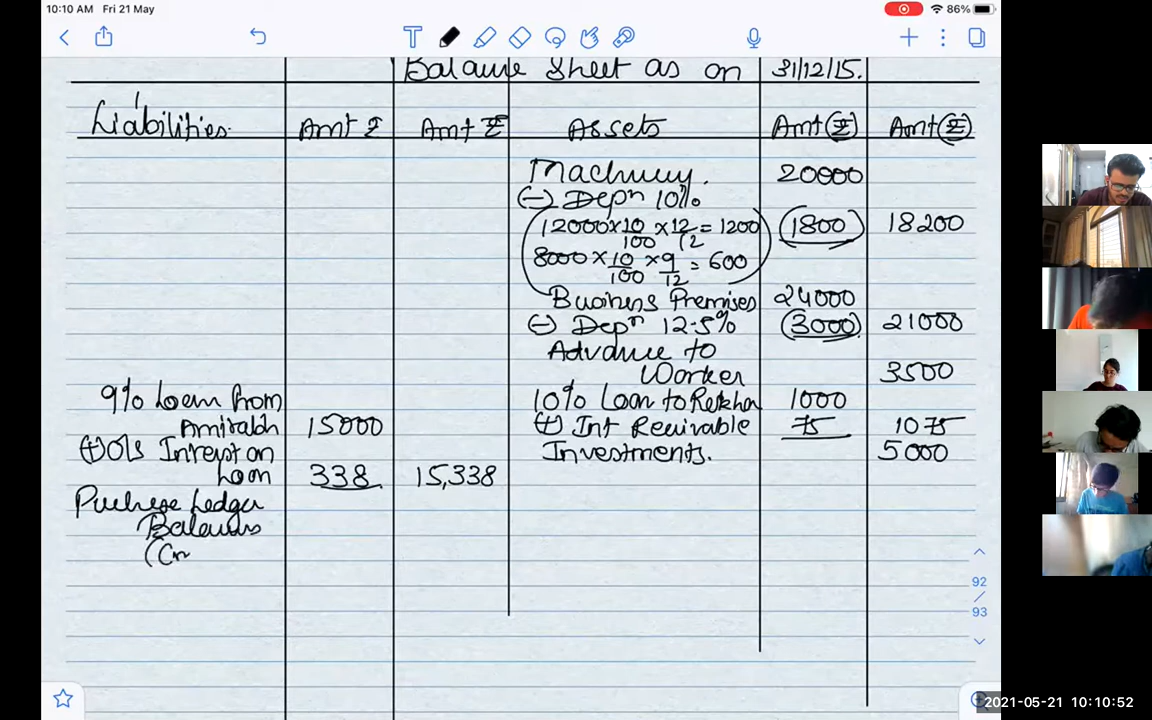 10:10 AM Fri 21 May
86%
Balance Sheet as on 31/12/15.
Liabilities. Amt ₹ Amt ₹ Assets Amt (₹) Amt (₹)
Machinery. 20000
(-) Depn 10%
12000×10/100 ×12/12 = 1200 (1800) 18200
8000 × 10/100 × 9/12 = 600
Business Premises 24000
(-) Depn 12.5% (3000) 21000
Advance to
Worker 3500
9% Loan from 10% Loan to Rekha 1000
Amitabh 15000 (+) Int Receivable 75 1075
(+) O/s Interest on Investments. 5000
Loan 338 15,338
Puchase Ledger
Balances
(Cr
92
/
93
2021-05-21 10:10:52